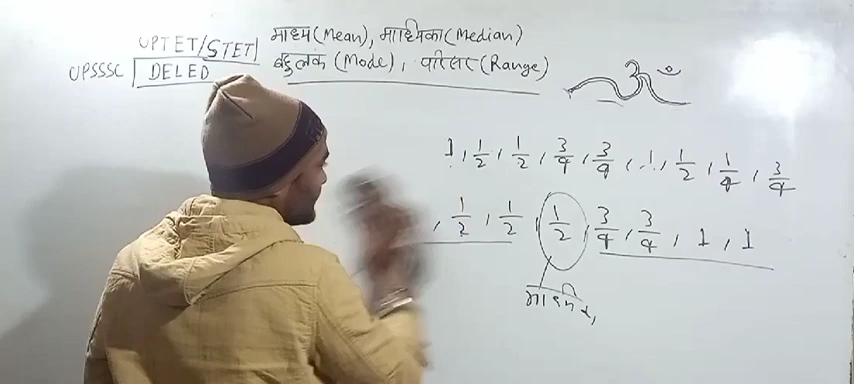 UPTET/STET माध्य(Mean), माध्यिका(Median)
UPSSSC DELED बहुलक (Mode), परिसर(Range)
ॐ
1, 1/2, 1/2, 3/4, 3/4, 1, 1/2, 1/4, 3/4
, 1/2, 1/2, 1/2, 3/4, 3/4, 1, 1